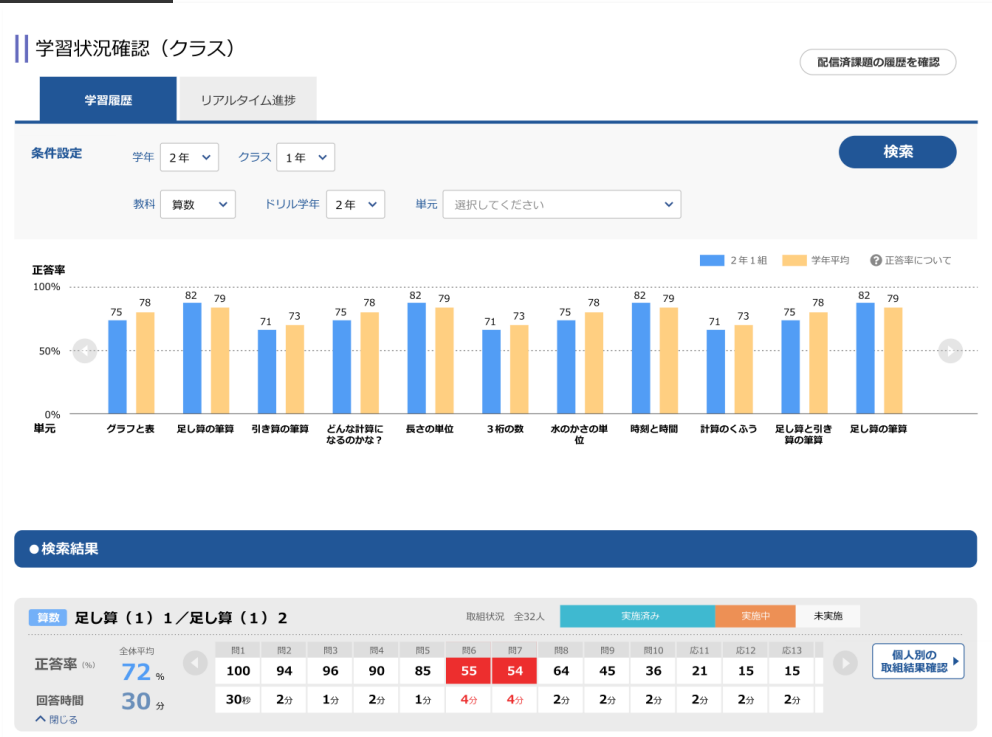 学習状況確認（クラス）
配信済課題の履歴を確認
学習履歴 リアルタイム進捗
条件設定 学年 2年 クラス 1年 検索
教科 算数 ドリル学年 2年 単元 選択してください
2年1組 学年平均 ?正答率について
正答率
100%
50%
0%
75 78 82 79 71 73 75 78 82 79 71 73 75 78 82 79 71 73 75 78 82 79
単元 グラフと表 足し算の筆算 引き算の筆算 どんな計算に 長さの単位 3桁の数 水のかさの単 時刻と時間 計算のくふう 足し算と引き 足し算の筆算
なるのかな？ 位 算の筆算
●検索結果
算数 足し算（1）1／足し算（1）2 取組状況 全32人 実施済み 実施中 未実施
全体平均 問1 問2 問3 問4 問5 問6 問7 問8 問9 問10 応11 応12 応13
正答率(%) 72% 100 94 96 90 85 55 54 64 45 36 21 15 15
個人別の
取組結果確認
回答時間 30分 30秒 2分 1分 2分 1分 4分 4分 2分 2分 2分 2分 2分 2分
閉じる